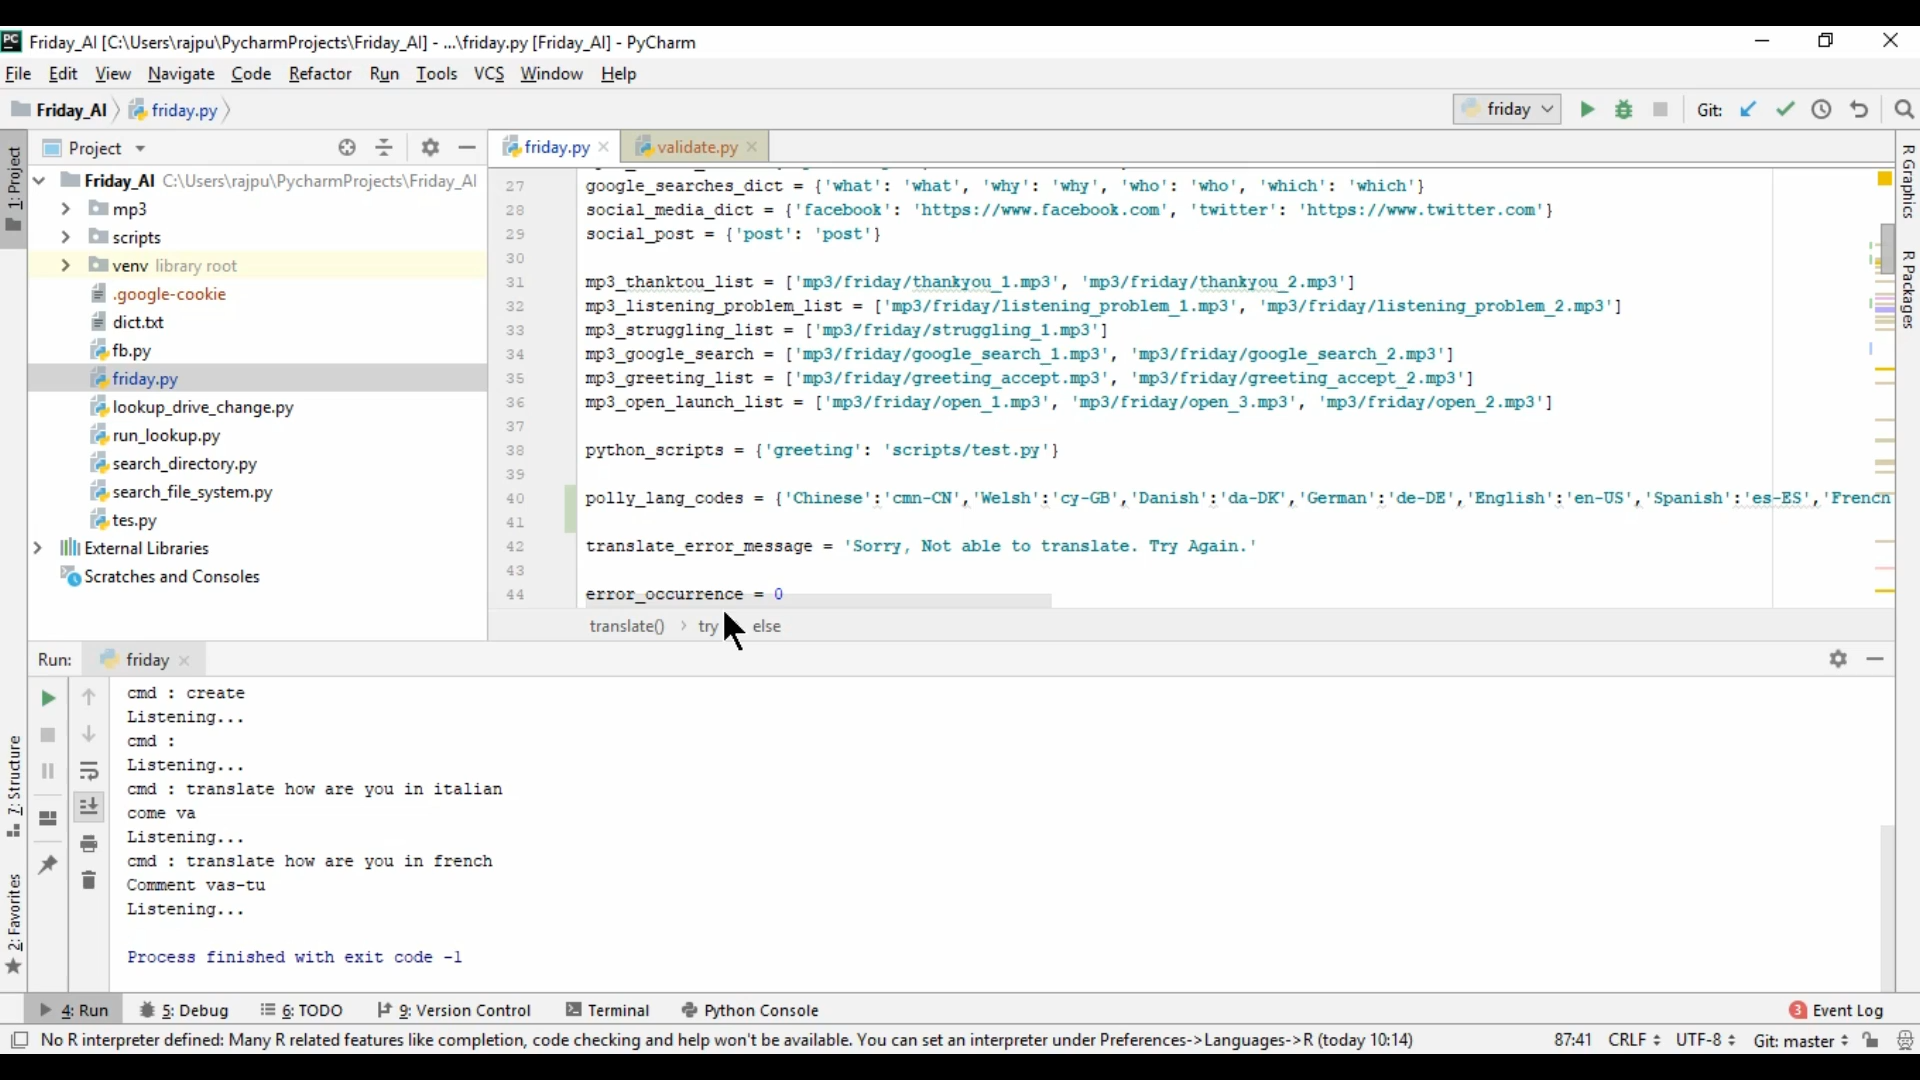 Friday_AI [C:\Users\rajpu\PycharmProjects\Friday_AI] - ...\friday.py [Friday_AI] - PyCharm
File Edit View Navigate Code Refactor Run Tools VCS Window Help
Friday_AI friday.py friday Git:
Project friday.py validate.py
1: Project
Friday_AI C:\Users\rajpu\PycharmProjects\Friday_AI
mp3
scripts
venv library root
.google-cookie
dict.txt
fb.py
friday.py
lookup_drive_change.py
run_lookup.py
search_directory.py
search_file_system.py
tes.py
External Libraries
Scratches and Consoles
27 google_searches_dict = {'what': 'what', 'why': 'why', 'who': 'who', 'which': 'which'}
28 social_media_dict = {'facebook': 'https://www.facebook.com', 'twitter': 'https://www.twitter.com'}
29 social_post = {'post': 'post'}
30
31 mp3_thanktou_list = ['mp3/friday/thankyou_1.mp3', 'mp3/friday/thankyou_2.mp3']
32 mp3_listening_problem_list = ['mp3/friday/listening_problem_1.mp3', 'mp3/friday/listening_problem_2.mp3']
33 mp3_struggling_list = ['mp3/friday/struggling_1.mp3']
34 mp3_google_search = ['mp3/friday/google_search_1.mp3', 'mp3/friday/google_search_2.mp3']
35 mp3_greeting_list = ['mp3/friday/greeting_accept.mp3', 'mp3/friday/greeting_accept_2.mp3']
36 mp3_open_launch_list = ['mp3/friday/open_1.mp3', 'mp3/friday/open_3.mp3', 'mp3/friday/open_2.mp3']
37
38 python_scripts = {'greeting': 'scripts/test.py'}
39
40 polly_lang_codes = {'Chinese':'cmn-CN','Welsh':'cy-GB','Danish':'da-DK','German':'de-DE','English':'en-US','Spanish':'es-ES','French
41
42 translate_error_message = 'Sorry, Not able to translate. Try Again.'
43
44 error_occurrence = 0
translate() try else
R Graphics
R Packages
Run: friday
cmd : create
Listening...
cmd :
Listening...
cmd : translate how are you in italian
come va
Listening...
cmd : translate how are you in french
Comment vas-tu
Listening...
Process finished with exit code -1
7: Structure
2: Favorites
4: Run 5: Debug 6: TODO 9: Version Control Terminal Python Console 3 Event Log
No R interpreter defined: Many R related features like completion, code checking and help won't be available. You can set an interpreter under Preferences->Languages->R (today 10:14) 87:41 CRLF UTF-8 Git: master